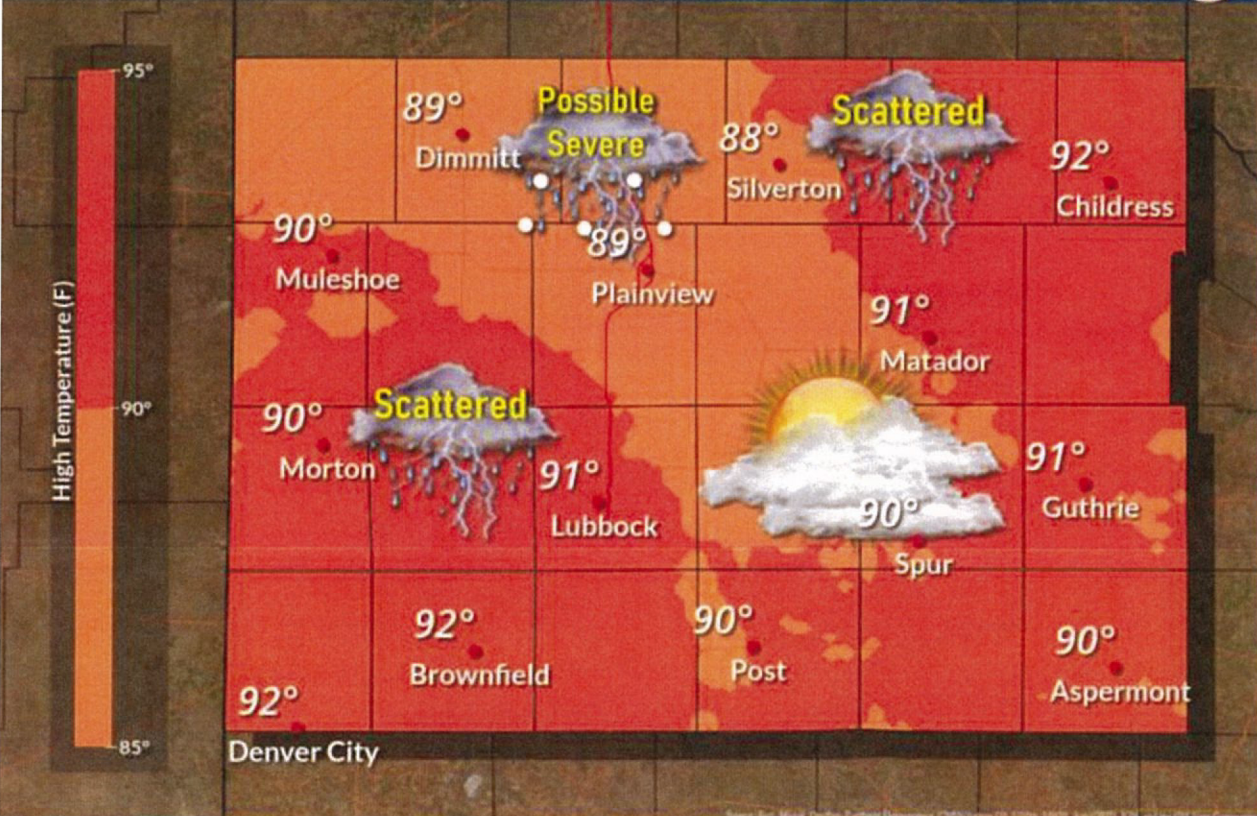 95°
90°
85°
High Temperature (F)
89°
Dimmitt
Possible
Severe
88°
Silverton
Scattered
92°
Childress
90°
Muleshoe
89°
Plainview
91°
Matador
90°
Morton
Scattered
91°
Lubbock
90°
Spur
91°
Guthrie
92°
Brownfield
90°
Post
90°
Aspermont
92°
Denver City